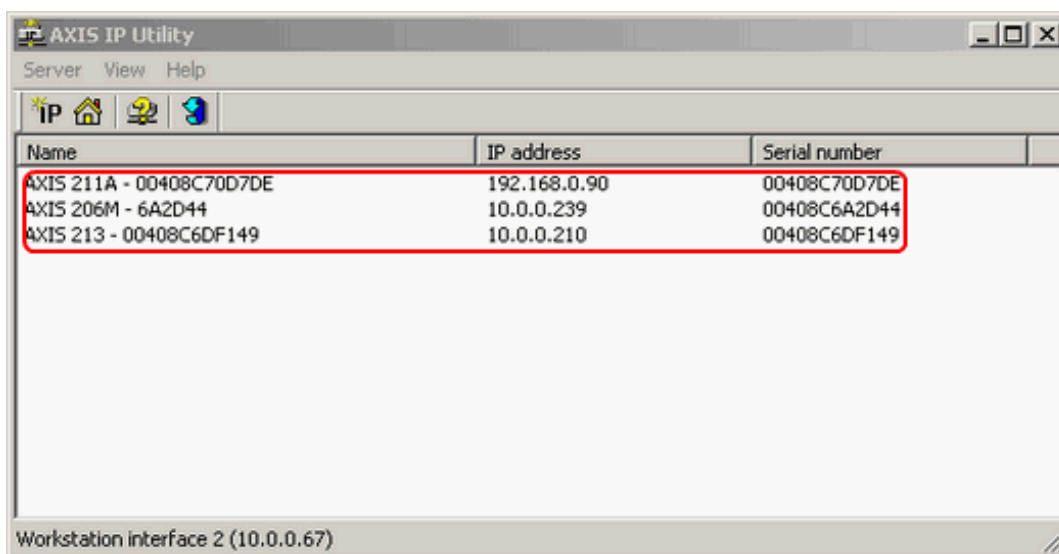 AXIS IP Utility
Server View Help
IP
Name IP address Serial number
AXIS 211A - 00408C70D7DE 192.168.0.90 00408C70D7DE
AXIS 206M - 6A2D44 10.0.0.239 00408C6A2D44
AXIS 213 - 00408C6DF149 10.0.0.210 00408C6DF149
Workstation interface 2 (10.0.0.67)